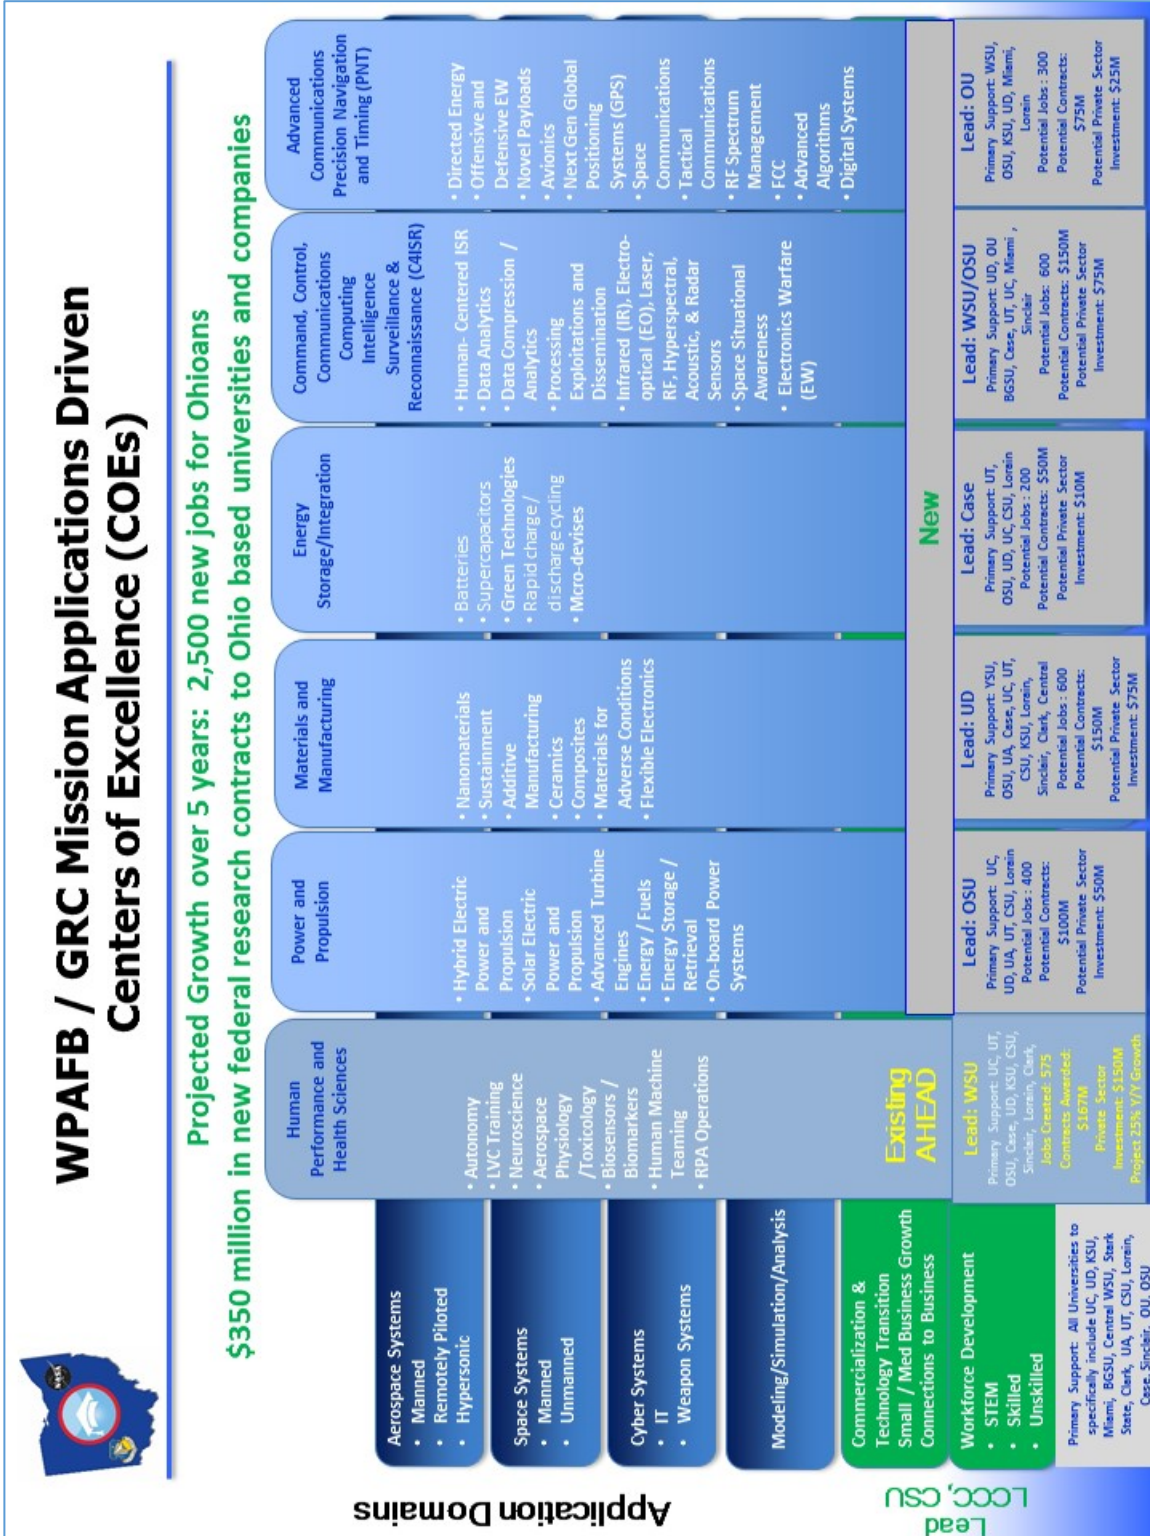 WPAFB / GRC Mission Applications Driven
Centers of Excellence (COEs)
Projected Growth over 5 years: 2,500 new jobs for Ohioans
$350 million in new federal research contracts to Ohio based universities and companies
Application Domains
Aerospace Systems
• Manned
• Remotely Piloted
• Hypersonic
Space Systems
• Manned
• Unmanned
Cyber Systems
• IT
• Weapon Systems
Modeling/Simulation/Analysis
Lead
LCCC, CSU
Commercialization &
Technology Transition
Small / Med Business Growth
Connections to Business
Workforce Development
• STEM
• Skilled
• Unskilled
Primary Support: All Universities to
specifically include UC, UD, KSU,
Miami, BGSU, Central WSU, Stark
State, Clark, UA, UT, CSU, Lorain,
Case, Sinclair, OU, OSU
Human
Performance and
Health Sciences
• Autonomy
• LVC Training
• Neuroscience
• Aerospace
Physiology
/Toxicology
• Biosensors /
Biomarkers
• Human Machine
Teaming
• RPA Operations
Existing
AHEAD
Lead: WSU
Primary Support: UC, UT,
OSU, Case, UD, KSU, CSU,
Sinclair, Lorain, Clark,
Jobs Created: 575
Contracts Awarded:
$167M
Private Sector
Investment: $150M
Project 25% Y/Y Growth
Power and
Propulsion
• Hybrid Electric
Power and
Propulsion
• Solar Electric
Power and
Propulsion
• Advanced Turbine
Engines
• Energy / Fuels
• Energy Storage /
Retrieval
• On-board Power
Systems
Lead: OSU
Primary Support: UC,
UD, UA, UT, CSU, Lorain
Potential Jobs : 400
Potential Contracts:
$100M
Potential Private Sector
Investment: $50M
Materials and
Manufacturing
• Nanomaterials
• Sustainment
• Additive
Manufacturing
• Ceramics
• Composites
• Materials for
Adverse Conditions
• Flexible Electronics
Lead: UD
Primary Support: YSU,
OSU, UA, Case, UC, UT,
CSU, KSU, Lorain,
Sinclair, Clark, Central
Potential Jobs : 600
Potential Contracts:
$150M
Potential Private Sector
Investment: $75M
Energy
Storage/Integration
• Batteries
• Supercapacitors
• Green Technologies
• Rapid charge /
discharge cycling
• Mcro-devises
Lead: Case
Primary Support: UT,
OSU, UD, UC, CSU, Lorain
Potential Jobs : 200
Potential Contracts: $50M
Potential Private Sector
Investment: $10M
New
Command, Control,
Communications
Computing
Intelligence
Surveillance &
Reconnaissance (C4ISR)
• Human- Centered ISR
• Data Analytics
• Data Compression /
Analytics
• Processing
Exploitations and
Dissemination
• Infrared (IR), Electro-
optical (EO), Laser,
RF, Hyperspectral,
Acoustic, & Radar
Sensors
• Space Situational
Awareness
• Electronics Warfare
(EW)
Lead: WSU/OSU
Primary Support: UD, OU
BGSU, Case, UT, UC, Miami ,
Sinclair
Potential Jobs: 600
Potential Contracts: $150M
Potential Private Sector
Investment: $75M
Advanced
Communications
Precision Navigation
and Timing (PNT)
• Directed Energy
• Offensive and
Defensive EW
• Novel Payloads
• Avionics
• Next Gen Global
Positioning
Systems (GPS)
• Space
Communications
• Tactical
Communications
• RF Spectrum
Management
• FCC
• Advanced
Algorithms
• Digital Systems
Lead: OU
Primary Support: WSU,
OSU, KSU, UD, Miami,
Lorain
Potential Jobs : 300
Potential Contracts:
$75M
Potential Private Sector
Investment: $25M